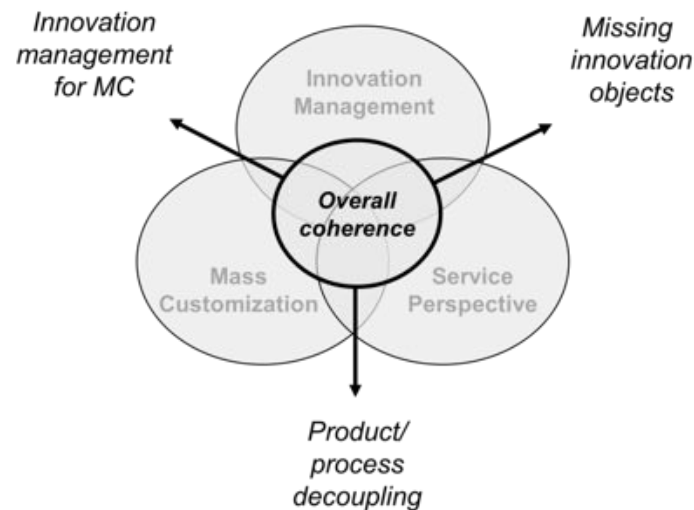 Innovation
management
for MC
Missing
innovation
objects
Innovation
Management
Overall
coherence
Mass
Customization
Service
Perspective
Product/
process
decoupling